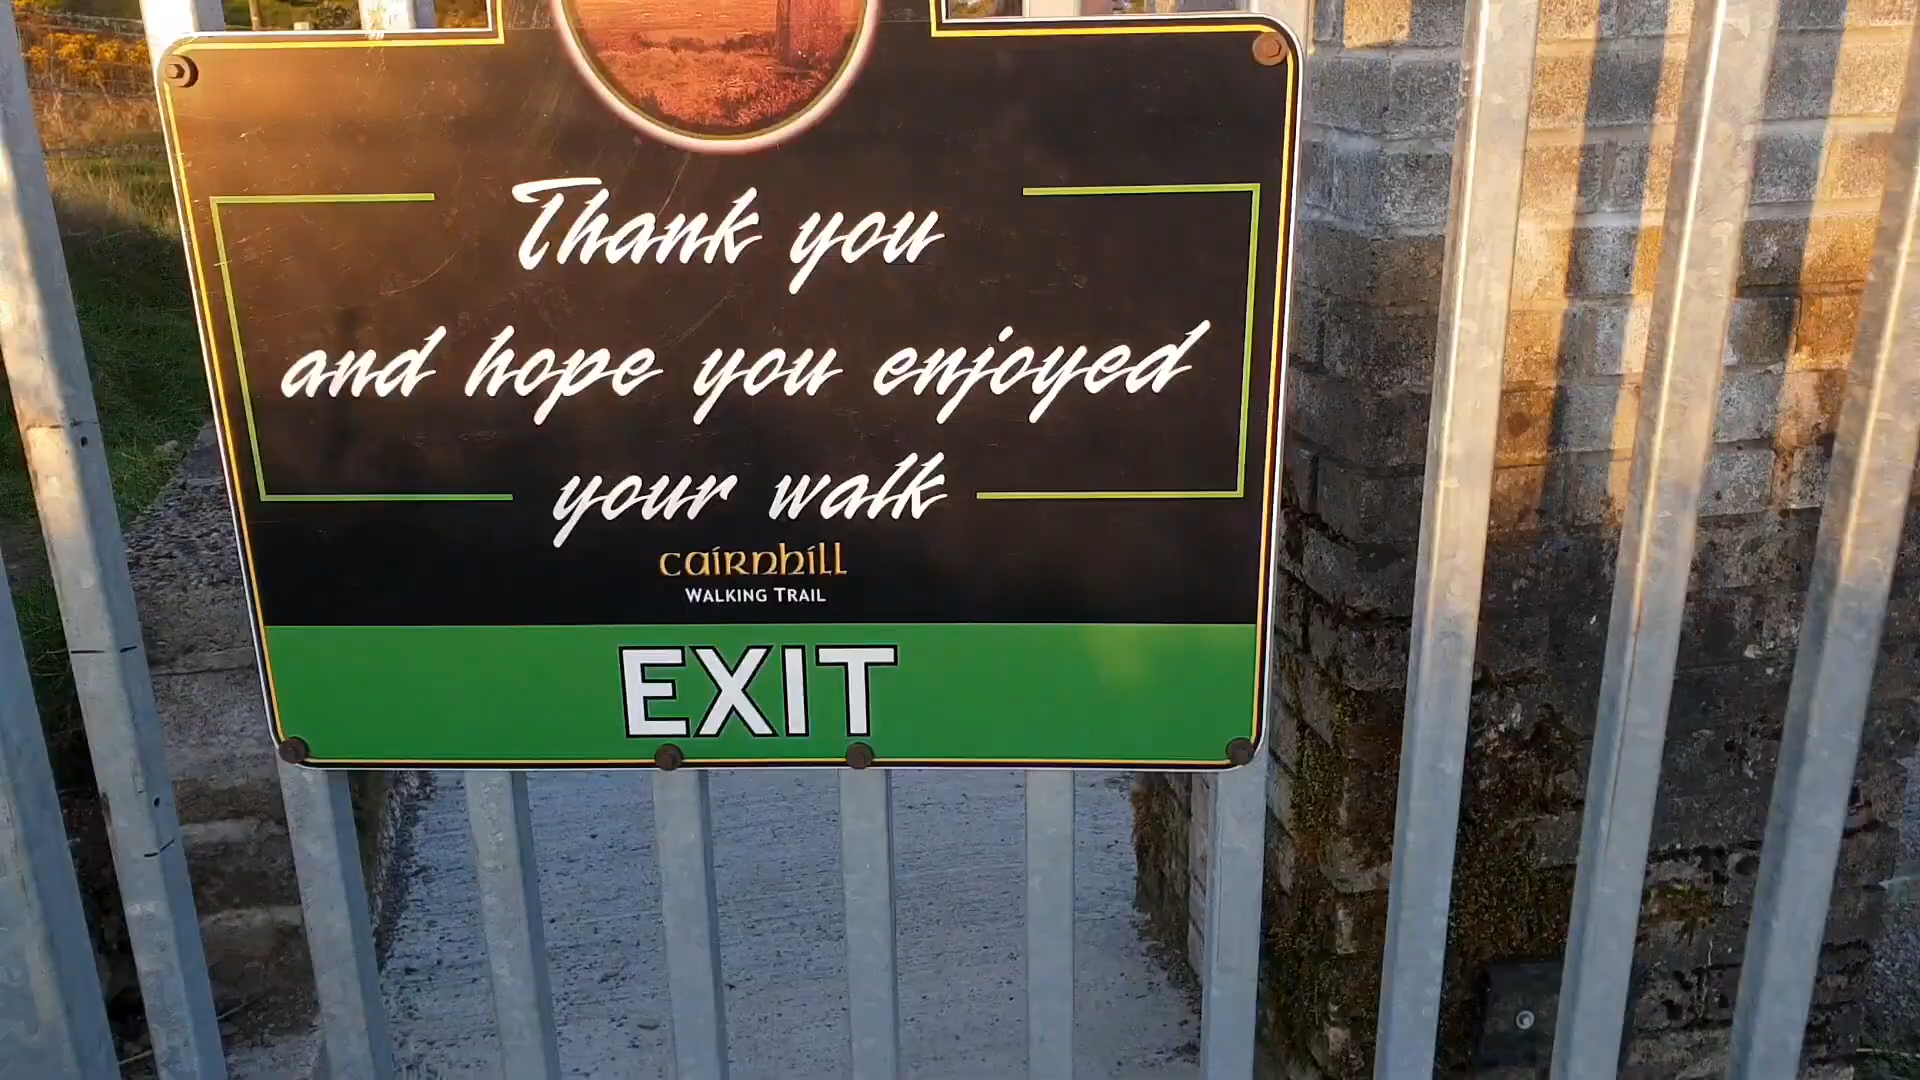 Thank you
and hope you enjoyed
your walk
cairnhill
WALKING TRAIL
EXIT